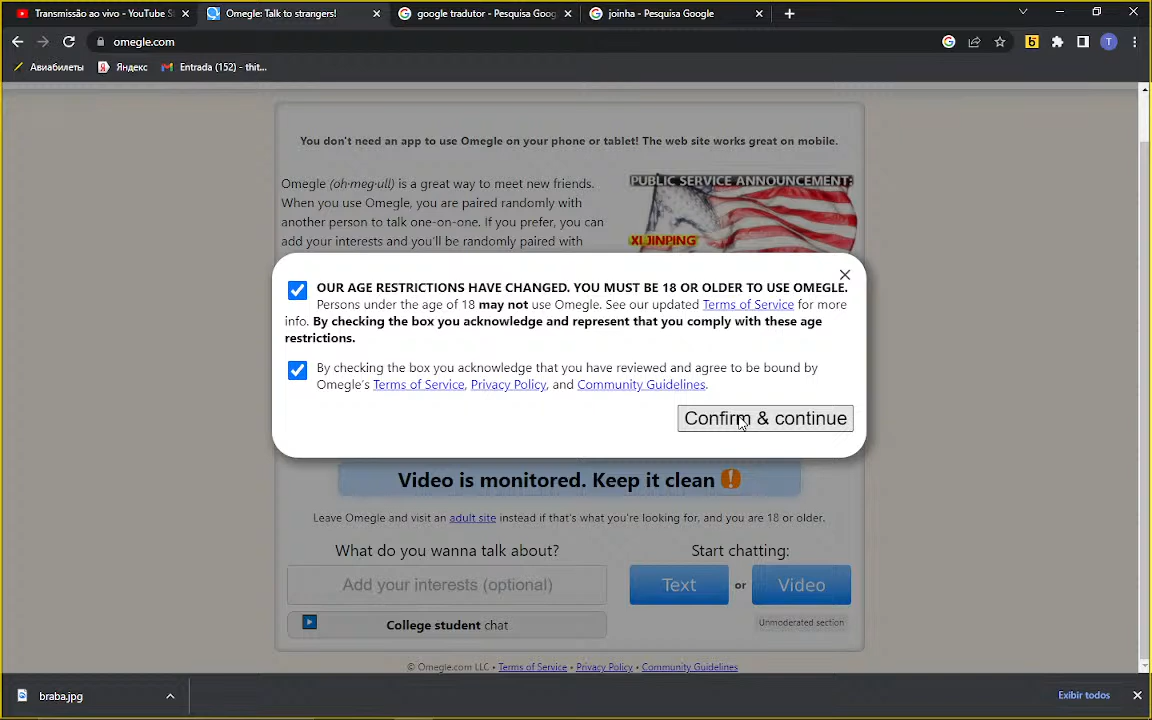 Transmissão ao vivo - YouTube S
Omegle: Talk to strangers!
google tradutor - Pesquisa Goog
joinha - Pesquisa Google
omegle.com
T
Авиабилеты
Яндекс
Entrada (152) - thit...
You don't need an app to use Omegle on your phone or tablet! The web site works great on mobile.
Omegle (oh·meg·ull) is a great way to meet new friends.
When you use Omegle, you are paired randomly with
another person to talk one-on-one. If you prefer, you can
add your interests and you'll be randomly paired with
PUBLIC SERVICE ANNOUNCEMENT:
XI JINPING
OUR AGE RESTRICTIONS HAVE CHANGED. YOU MUST BE 18 OR OLDER TO USE OMEGLE.
Persons under the age of 18 may not use Omegle. See our updated Terms of Service for more
info. By checking the box you acknowledge and represent that you comply with these age
restrictions.
By checking the box you acknowledge that you have reviewed and agree to be bound by
Omegle's Terms of Service, Privacy Policy, and Community Guidelines.
Confirm & continue
Video is monitored. Keep it clean
Leave Omegle and visit an adult site instead if that's what you're looking for, and you are 18 or older.
What do you wanna talk about?
Start chatting:
Add your interests (optional)
Text or Video
College student chat
Unmoderated section
© Omegle.com LLC • Terms of Service • Privacy Policy • Community Guidelines
braba.jpg
Exibir todos